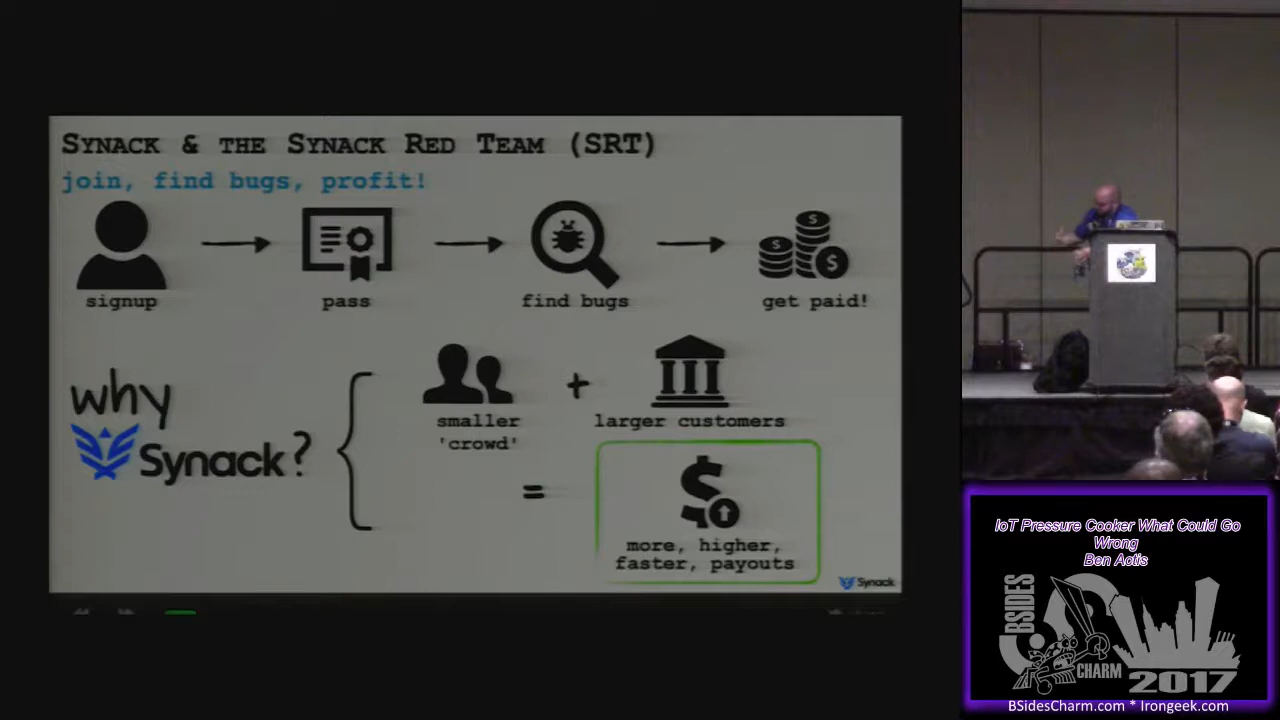 Synack & the Synack Red Team (SRT)
join, find bugs, profit!
signup
pass
find bugs
get paid!
why
Synack?
smaller
'crowd'
+
larger customers
=
$
more, higher,
faster, payouts
Synack
IoT Pressure Cooker What Could Go
Wrong
Ben Actis
BSIDES
CHARM
2017
BSidesCharm.com * Irongeek.com